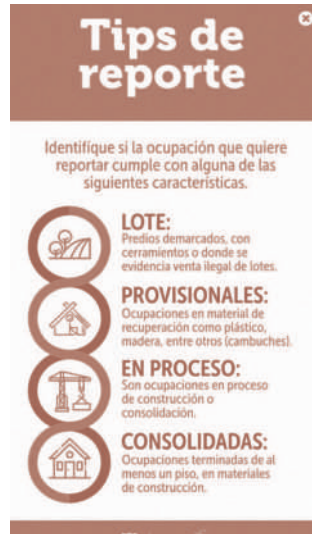 Tips de
reporte
Identifique si la ocupación que quiere
reportar cumple con alguna de las
siguientes características.
LOTE:
Predios demarcados, con
cerramientos o donde se
evidencia venta ilegal de lotes.
PROVISIONALES:
Ocupaciones en material de
recuperación como plástico,
madera, entre otros (cambuches).
EN PROCESO:
Son ocupaciones en proceso
de construcción o
consolidación.
CONSOLIDADAS:
Ocupaciones terminadas de al
menos un piso, en materiales
de construcción.